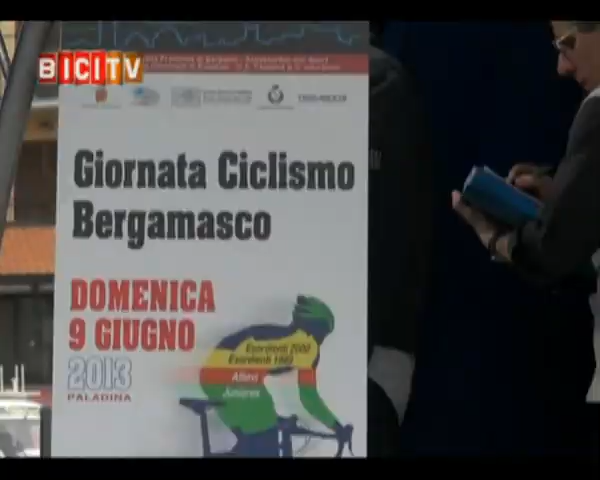 BICITV
Giornata Ciclismo
Bergamasco
DOMENICA
9 GIUGNO
2013
PALADINA
Esordienti 2000
Esordienti 1999
Allievi
Juniores